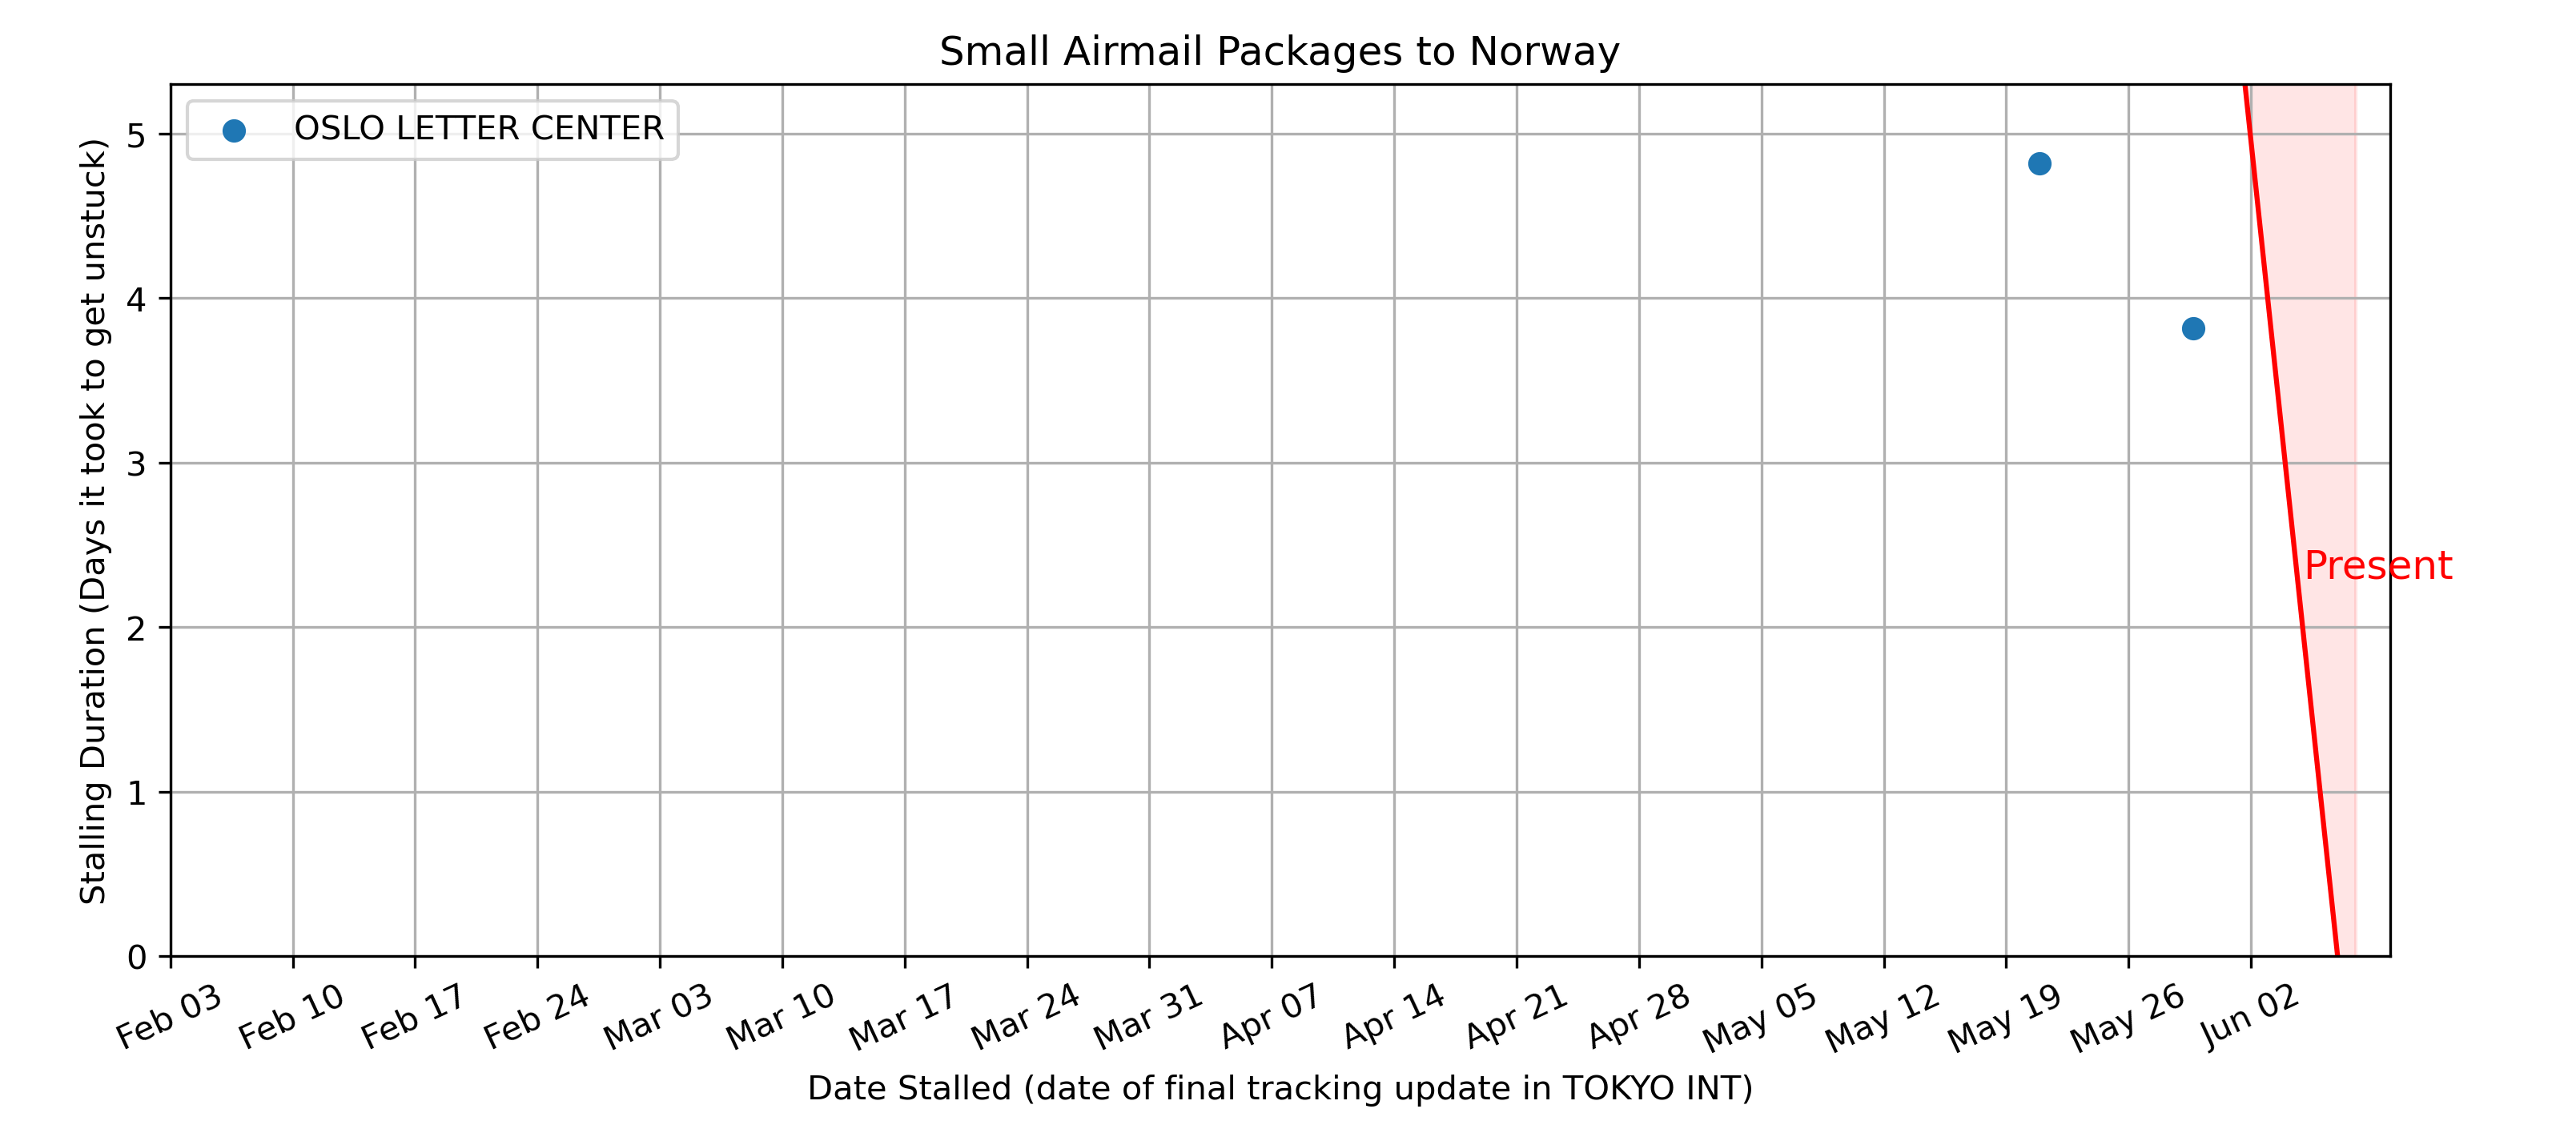 Small Airmail Packages to Norway
OSLO LETTER CENTER
5
4
3
2
1
0
Stalling Duration (Days it took to get unstuck)
Present
Feb 03
Feb 10
Feb 17
Feb 24
Mar 03
Mar 10
Mar 17
Mar 24
Mar 31
Apr 07
Apr 14
Apr 21
Apr 28
May 05
May 12
May 19
May 26
Jun 02
Date Stalled (date of final tracking update in TOKYO INT)